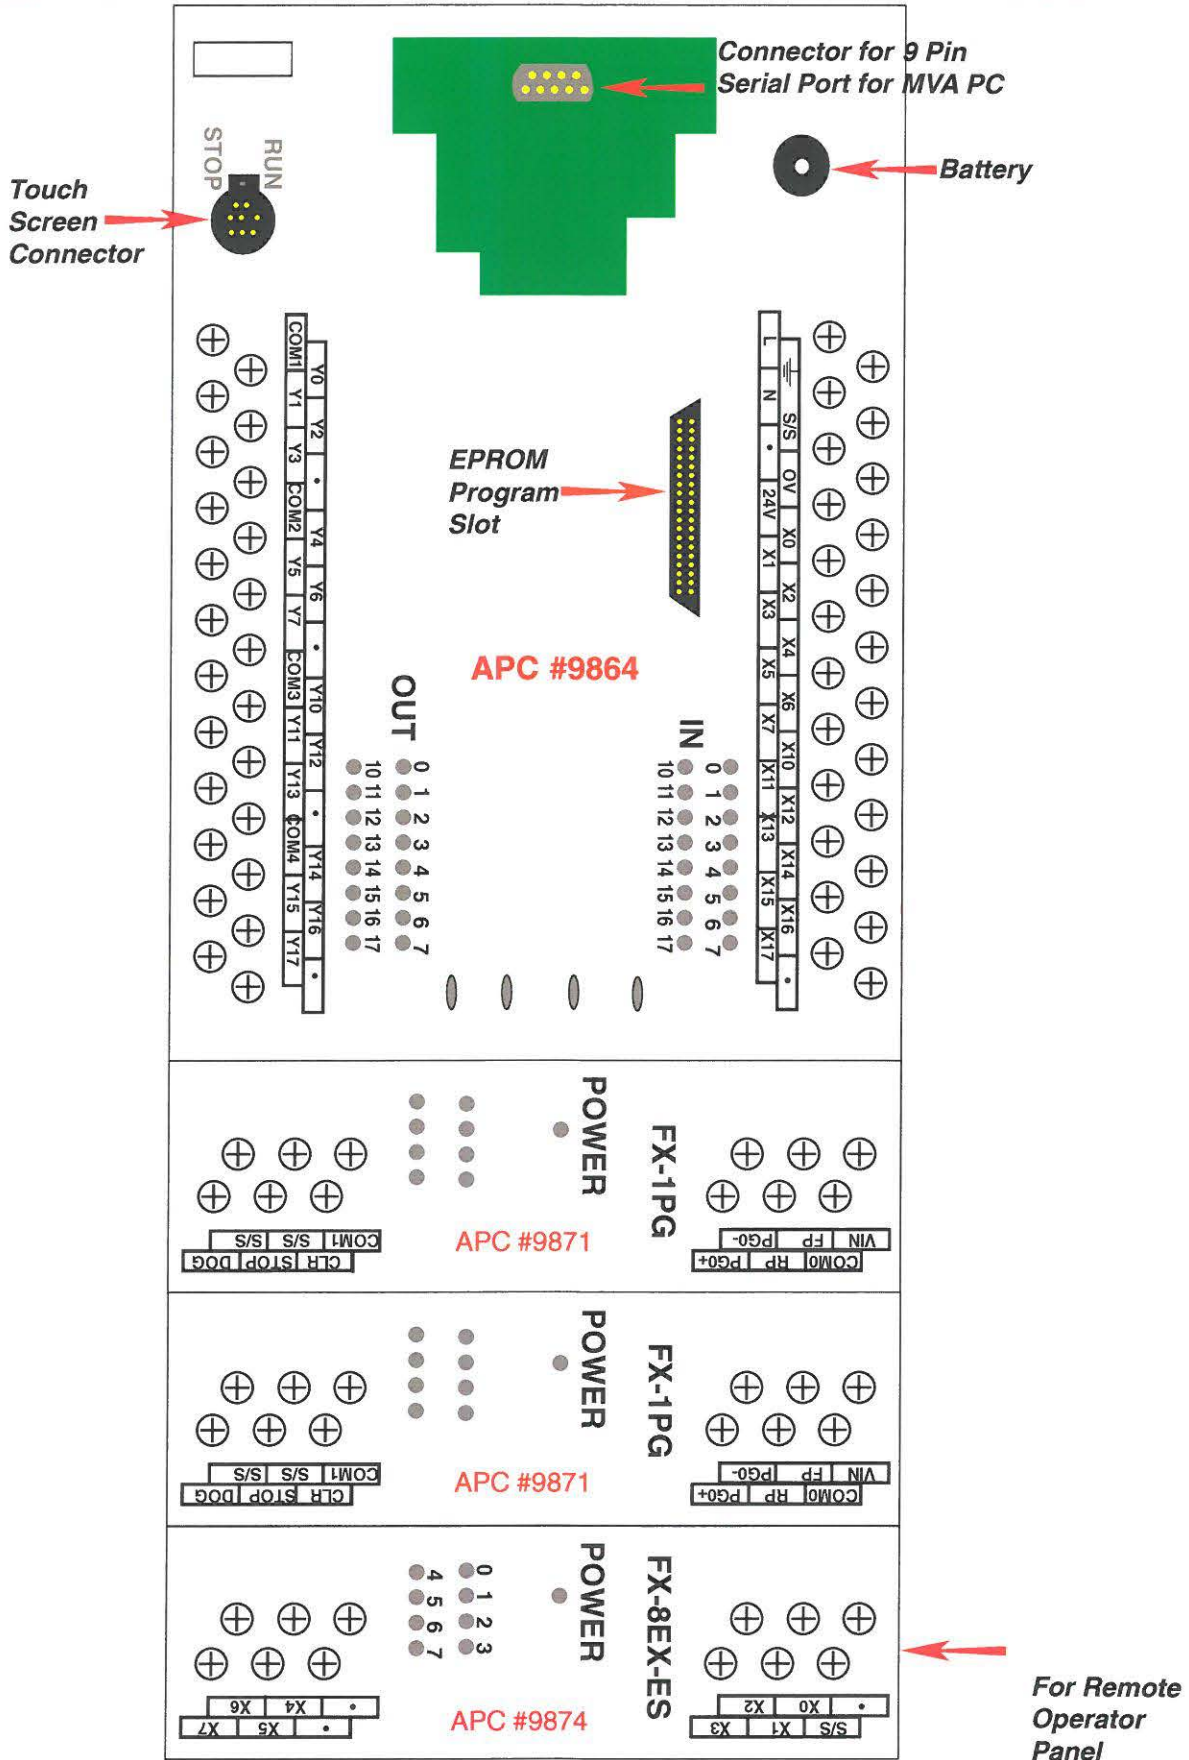 Connector for 9 Pin
Serial Port for MVA PC
STOP
RUN
Battery
Touch
Screen
Connector
COM1
Y1
Y3
COM2
Y5
Y7
COM3
Y11
Y13
COM4
Y15
Y17
Y0
Y2
•
Y4
Y6
•
Y10
Y12
•
Y14
Y16
•
EPROM
Program
Slot
L
N
•
24V
X1
X3
X5
X7
X11
X13
X15
X17
S/S
OV
X0
X2
X4
X6
X10
X12
X14
X16
•
APC #9864
OUT
10 11 12 13 14 15 16 17
0 1 2 3 4 5 6 7
IN
10 11 12 13 14 15 16 17
0 1 2 3 4 5 6 7
POWER
FX-1PG
APC #9871
S/S S/S COM1
DOG STOP CLR
PG0- FP VIN
PG0+ RP COM0
POWER
FX-1PG
APC #9871
S/S S/S COM1
DOG STOP CLR
PG0- FP VIN
PG0+ RP COM0
4 5 6 7
0 1 2 3
POWER
FX-8EX-ES
APC #9874
X6 X4 •
X7 X5 •
X2 X0 •
X3 X1 S/S
For Remote
Operator
Panel